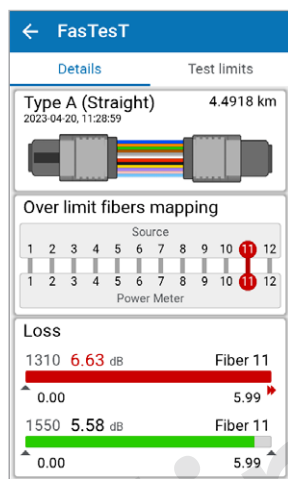 ← FasTesT
Details Test limits
Type A (Straight) 4.4918 km
2023-04-20, 11:28:59
Over limit fibers mapping
Source
1 2 3 4 5 6 7 8 9 10 11 12
1 2 3 4 5 6 7 8 9 10 11 12
Power Meter
Loss
1310 6.63 dB Fiber 11
0.00 5.99
1550 5.58 dB Fiber 11
0.00 5.99